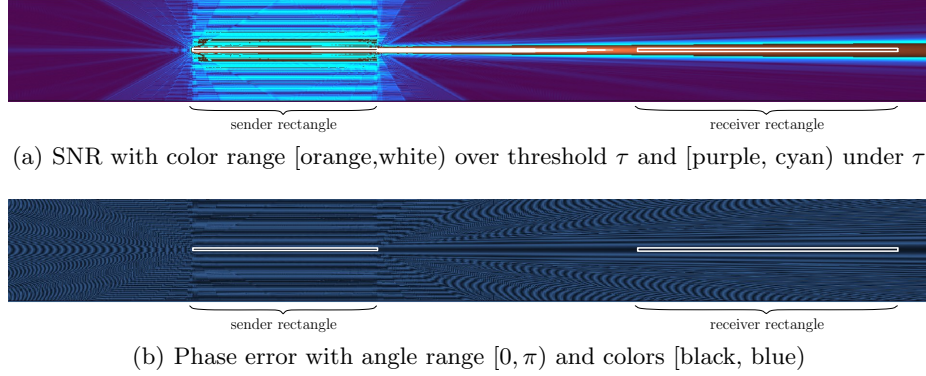 sender rectangle receiver rectangle
(a) SNR with color range [orange,white) over threshold τ and [purple, cyan) under τ
sender rectangle receiver rectangle
(b) Phase error with angle range [0, π) and colors [black, blue)